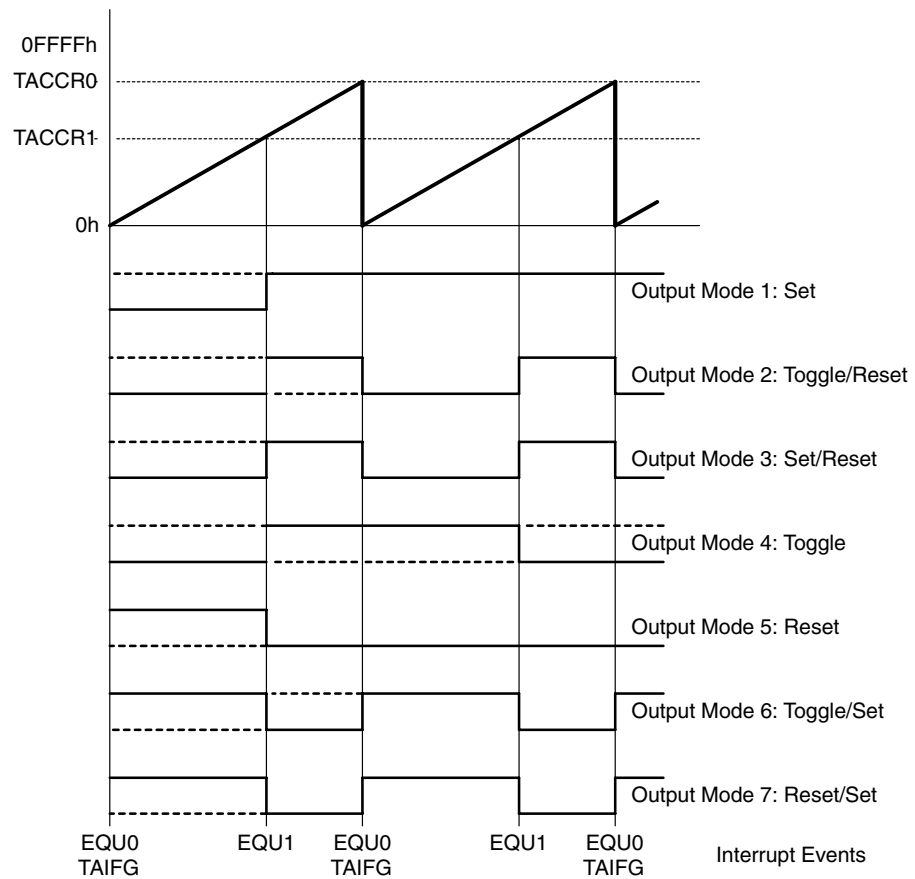 0FFFFh
TACCR0
TACCR1
0h
Output Mode 1: Set
Output Mode 2: Toggle/Reset
Output Mode 3: Set/Reset
Output Mode 4: Toggle
Output Mode 5: Reset
Output Mode 6: Toggle/Set
Output Mode 7: Reset/Set
EQU0 EQU1 EQU0 EQU1 EQU0 Interrupt Events
TAIFG TAIFG TAIFG